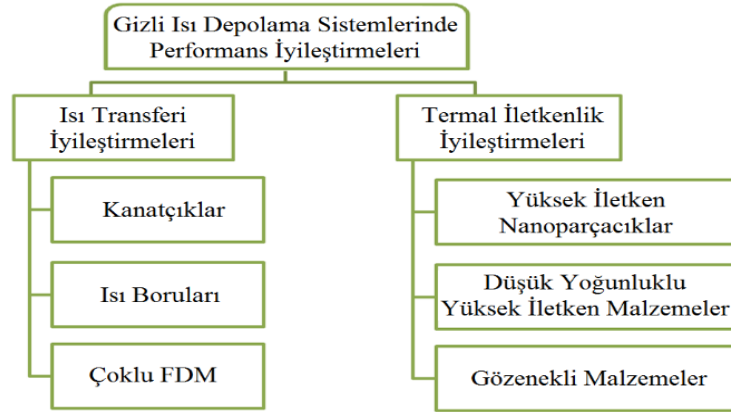 Gizli Isı Depolama Sistemlerinde
Performans İyileştirmeleri
Isı Transferi
İyileştirmeleri
Kanatçıklar
Isı Boruları
Çoklu FDM
Termal İletkenlik
İyileştirmeleri
Yüksek İletken
Nanoparçacıklar
Düşük Yoğunluklu
Yüksek İletken Malzemeler
Gözenekli Malzemeler